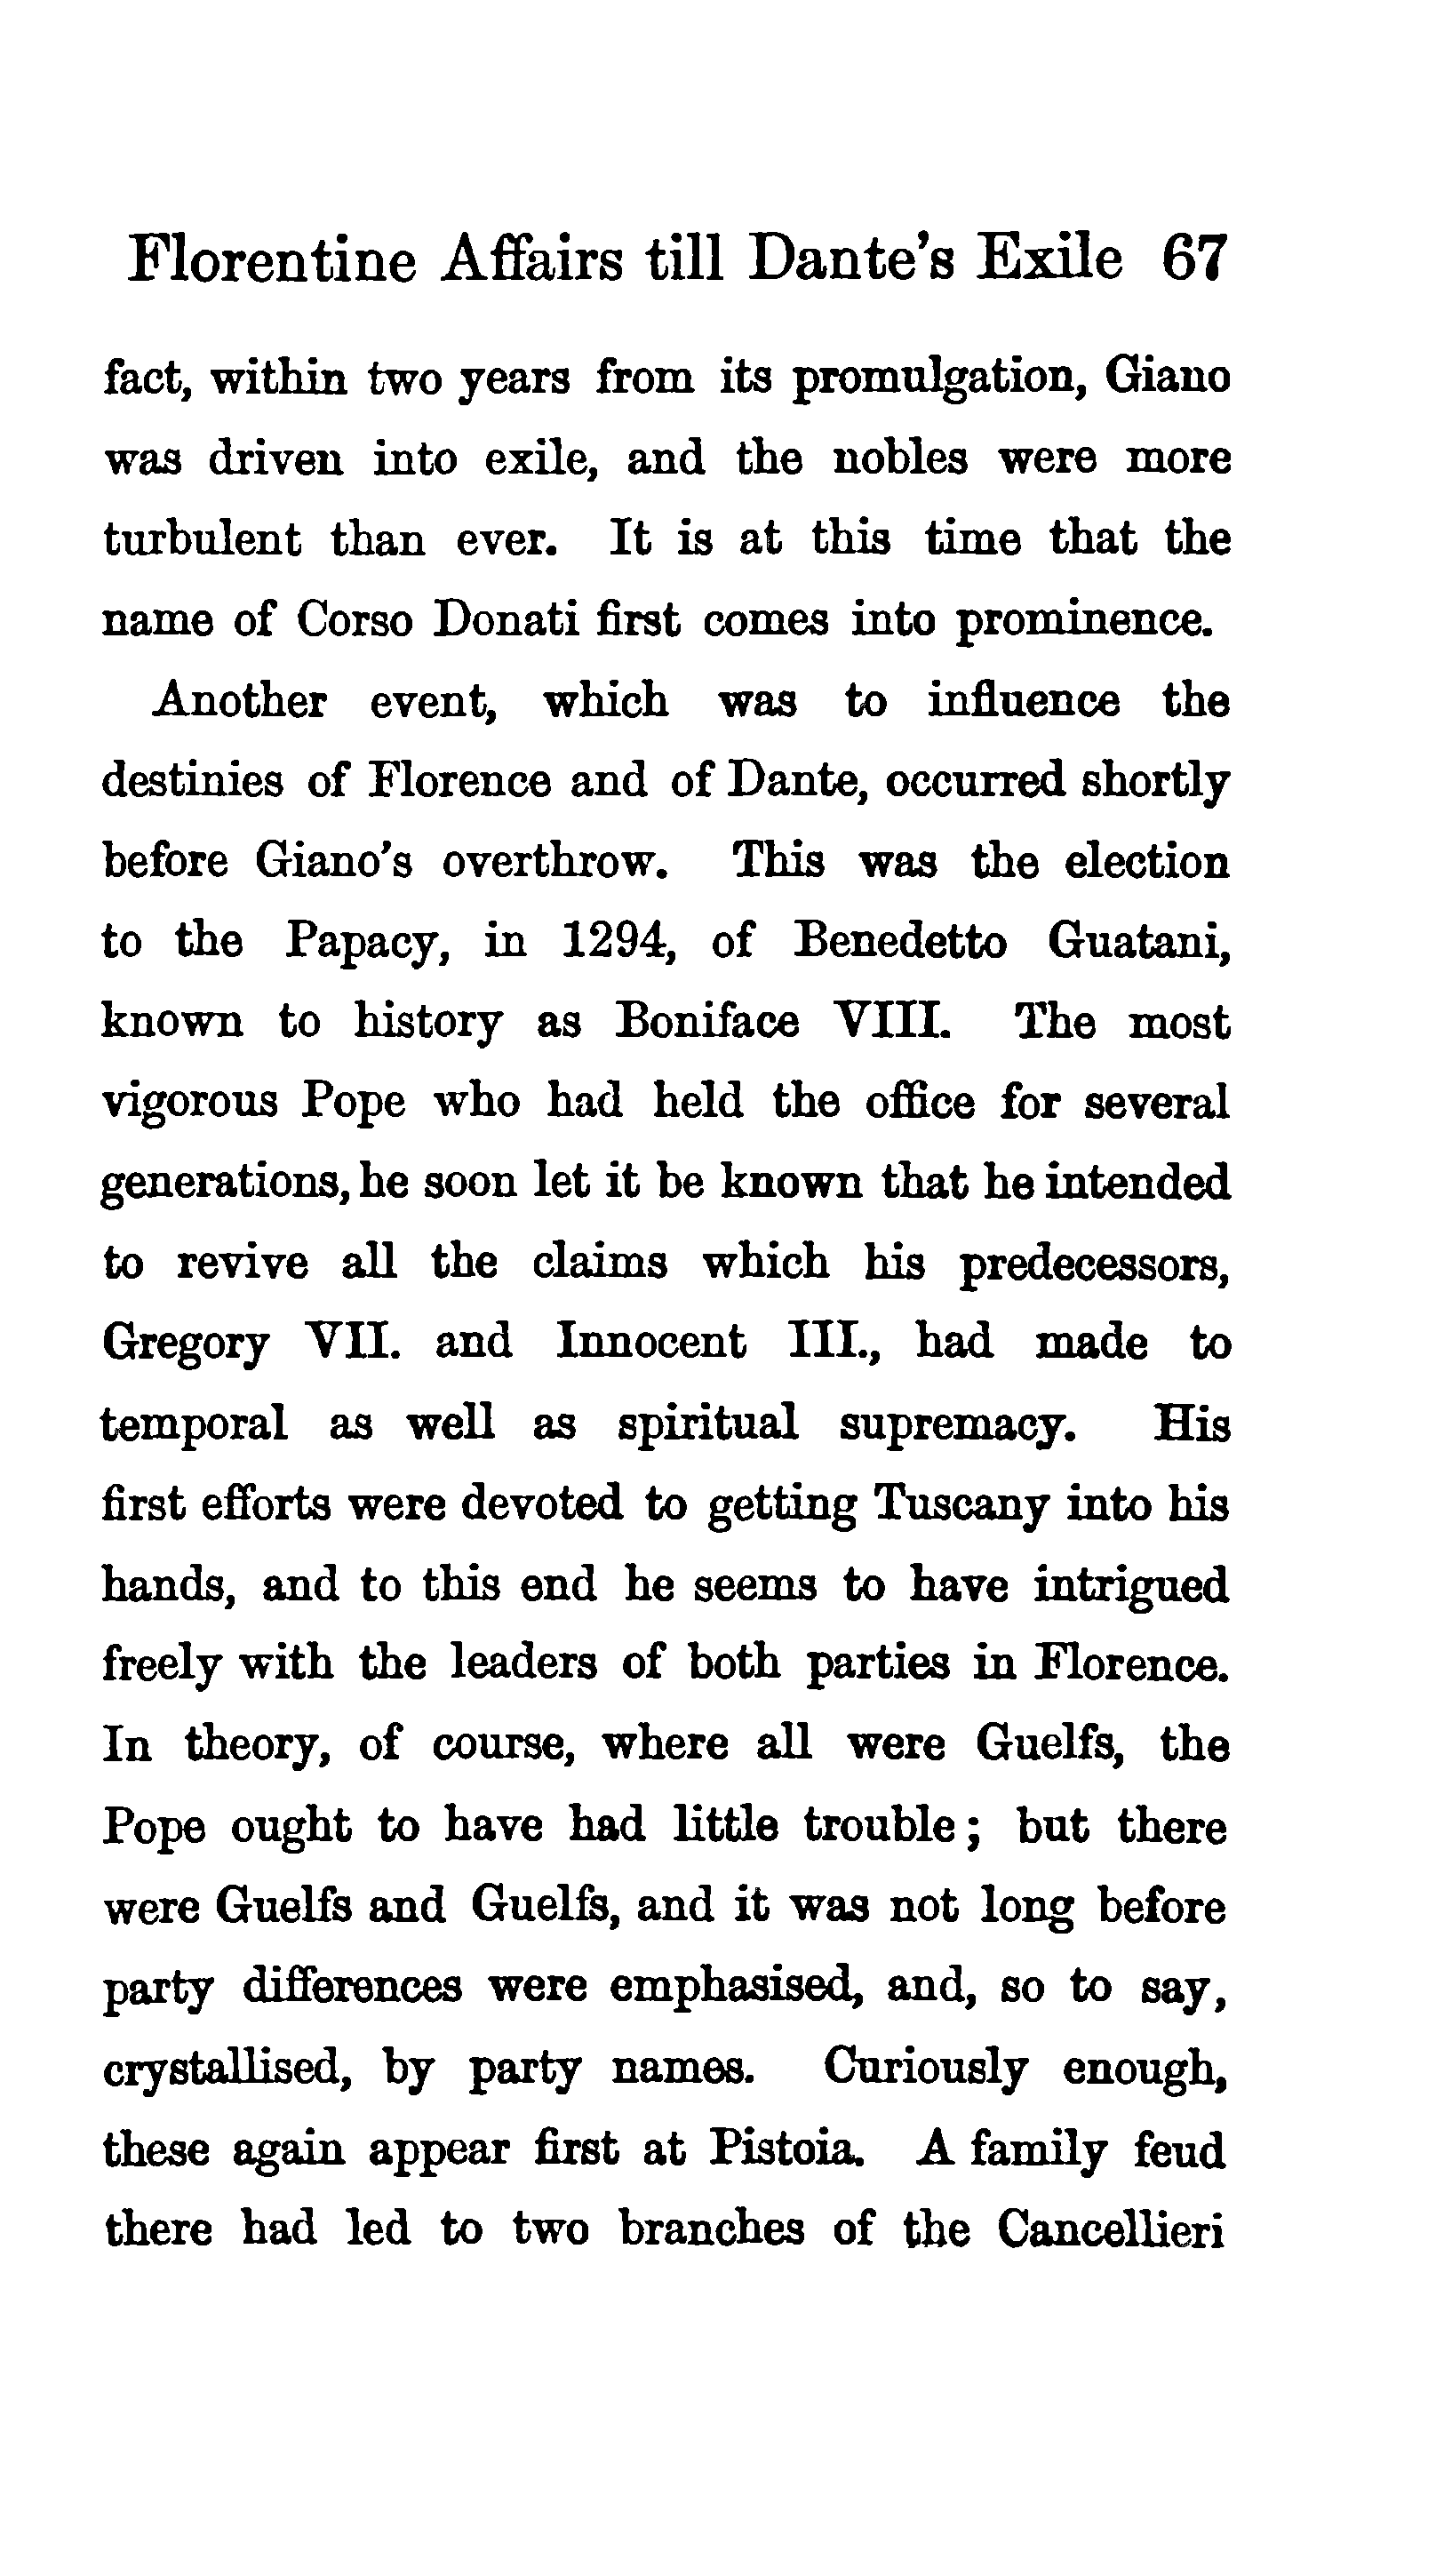 Florentine Affairs till Dante's Exile 67
fact, within two years from its promulgation, Giano
was driven into exile, and the nobles were more
turbulent than ever. It is at this time that the
name of Corso Donati first comes into prominence.
Another event, which was to influence the
destinies of Florence and of Dante, occurred shortly
before Giano's overthrow. This was the election
to the Papacy, in 1294, of Benedetto Guatani,
known to history as Boniface VIII. The most
vigorous Pope who had held the office for several
generations, he soon let it be known that he intended
to revive all the claims which his predecessors,
Gregory VII. and Innocent III., had made to
temporal as well as spiritual supremacy. His
first efforts were devoted to getting Tuscany into his
hands, and to this end he seems to have intrigued
freely with the leaders of both parties in Florence.
In theory, of course, where all were Guelfs, the
Pope ought to have had little trouble; but there
were Guelfs and Guelfs, and it was not long before
party differences were emphasised, and, so to say,
crystallised, by party names. Curiously enough,
these again appear first at Pistoia. A family feud
there had led to two branches of the Cancellieri